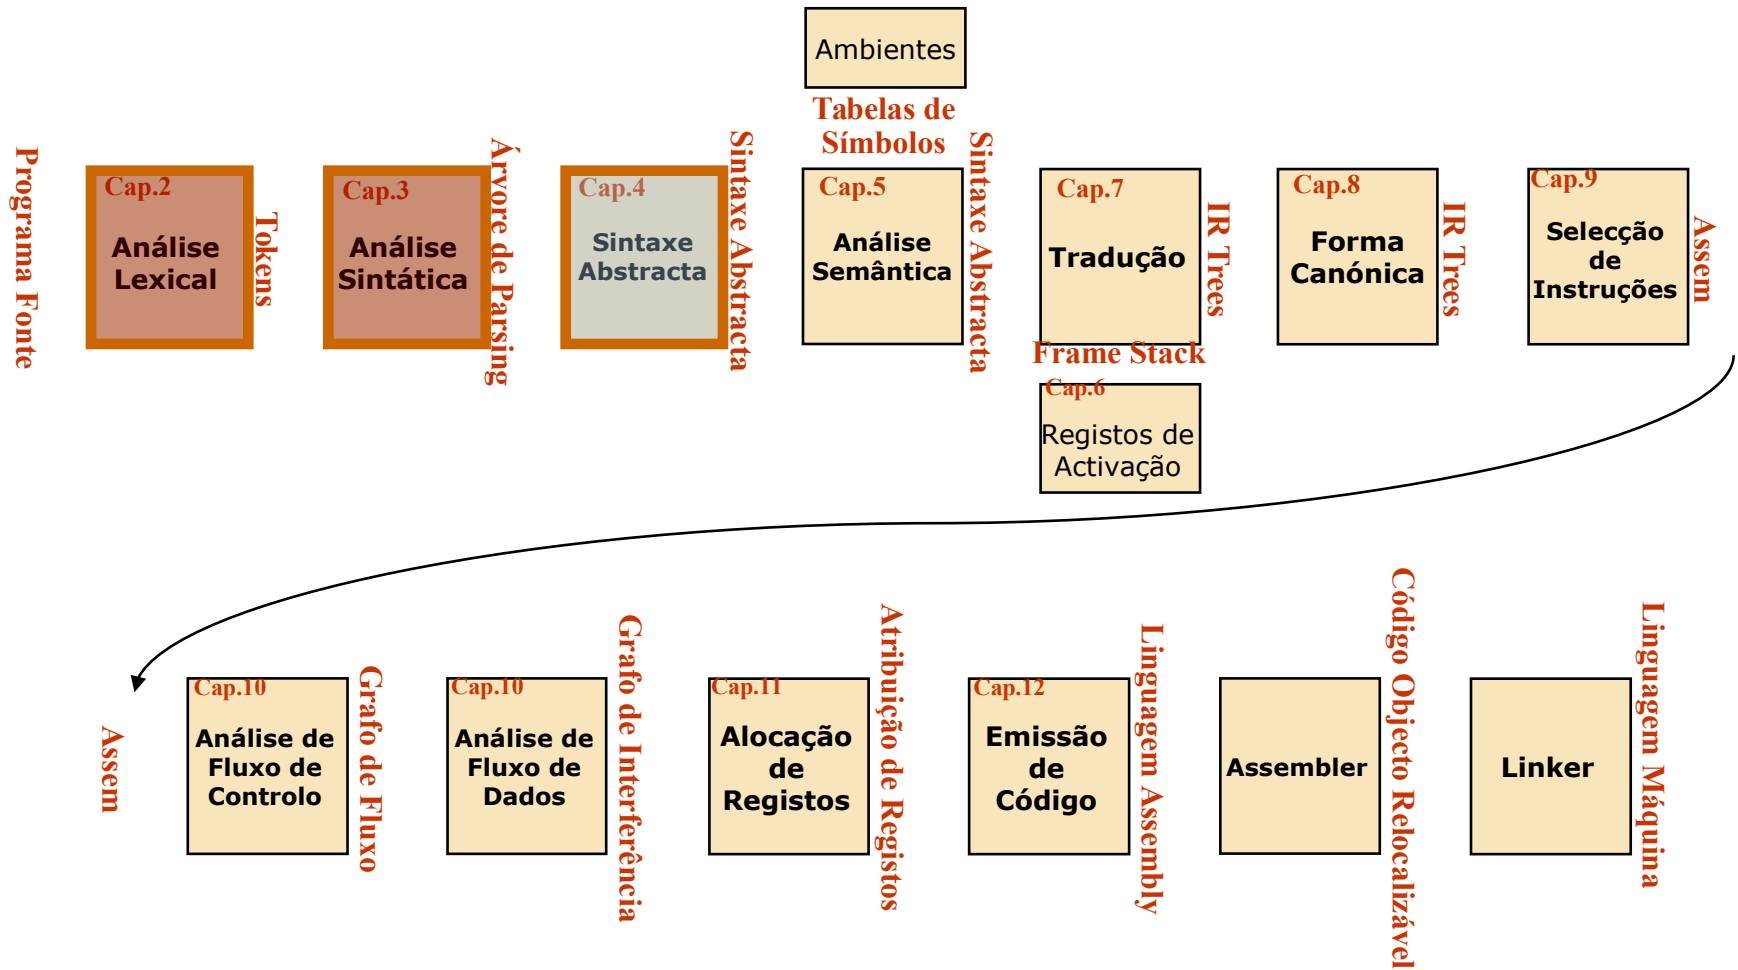 Ambientes
Tabelas de
Símbolos
Programa Fonte
Cap.2
Análise
Lexical
Tokens
Cap.3
Análise
Sintática
Árvore de Parsing
Cap.4
Sintaxe
Abstracta
Sintaxe Abstracta
Cap.5
Análise
Semântica
Sintaxe Abstracta
Cap.7
Tradução
IR Trees
Frame Stack
Cap.6
Registos de
Activação
Cap.8
Forma
Canónica
IR Trees
Cap.9
Selecção
de
Instruções
Assem
Assem
Cap.10
Análise de
Fluxo de
Controlo
Grafo de Fluxo
Cap.10
Análise de
Fluxo de
Dados
Grafo de Interferência
Cap.11
Alocação
de
Registos
Atribuição de Registos
Cap.12
Emissão
de
Código
Linguagem Assembly
Assembler
Código Objecto Relocalizável
Linker
Linguagem Máquina